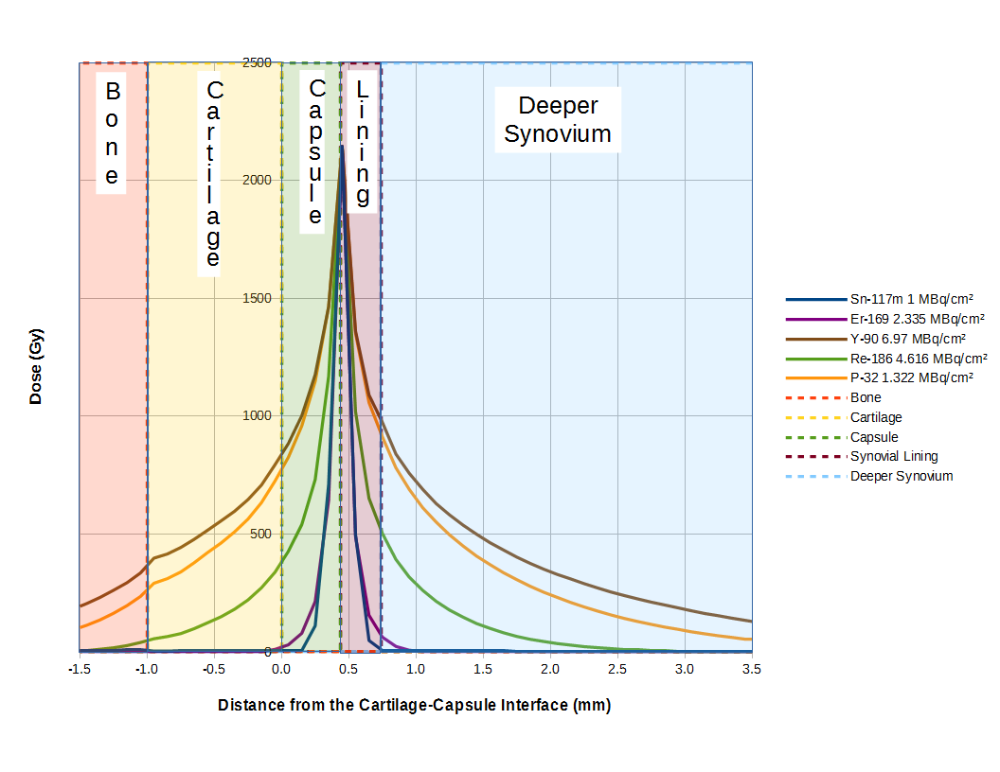 2500
2000
1500
1000
500
0
Bone
Cartilage
Capsule
Lining
Deeper
Synovium
Dose (Gy)
-1.5 -1.0 -0.5 0.0 0.5 1.0 1.5 2.0 2.5 3.0 3.5
Distance from the Cartilage-Capsule Interface (mm)
Sn-117m 1 MBq/cm²
Er-169 2.335 MBq/cm²
Y-90 6.97 MBq/cm²
Re-186 4.616 MBq/cm²
P-32 1.322 MBq/cm²
Bone
Cartilage
Capsule
Synovial Lining
Deeper Synovium